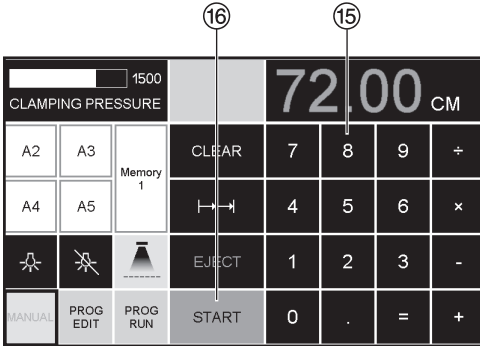 ⑯ ⑮
1500
CLAMPING PRESSURE
72.00 CM
A2 A3 Memory 1 CLEAR 7 8 9 ÷
A4 A5 4 5 6 ×
EJECT 1 2 3 -
MANUAL PROG EDIT PROG RUN START 0 . = +